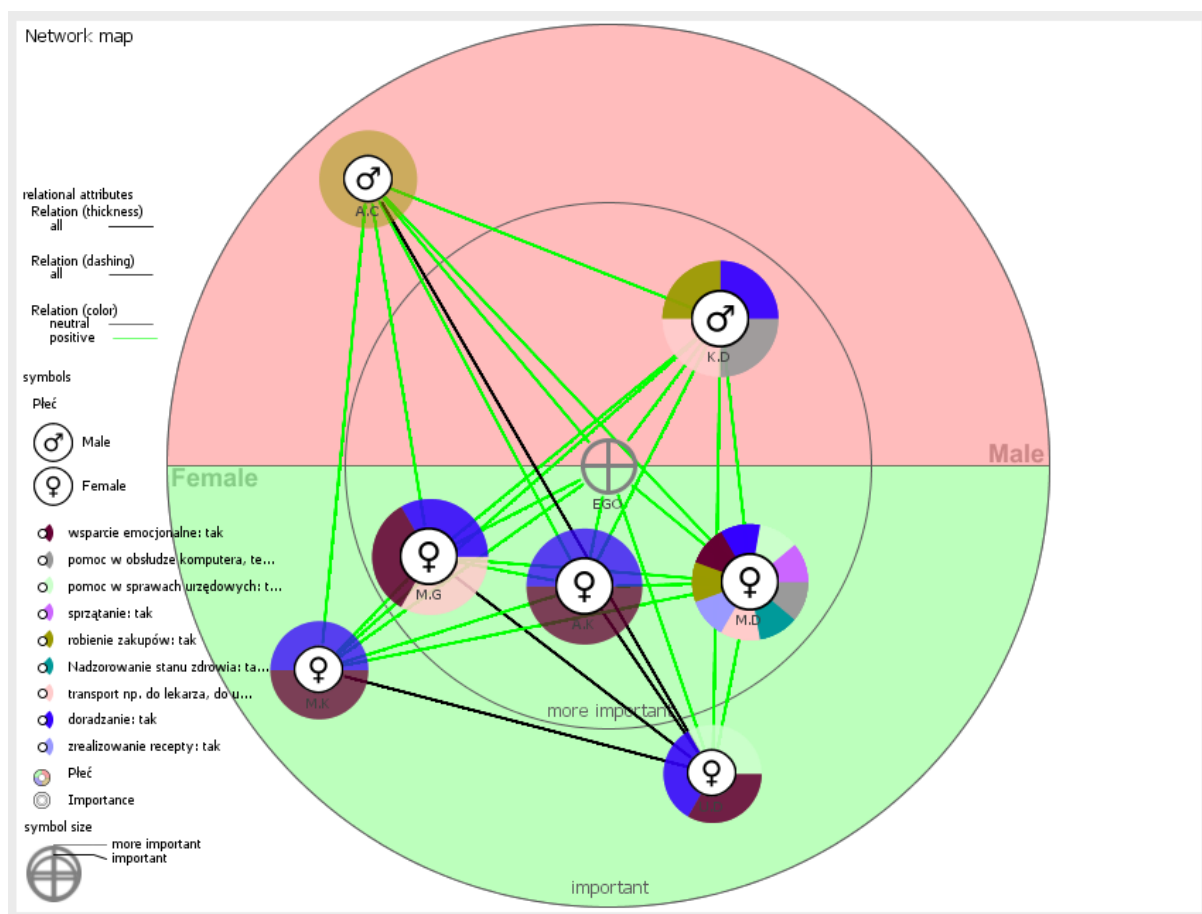 Network map
relational attributes
Relation (thickness)
all
Relation (dashing)
all
Relation (color)
neutral
positive
symbols
Płeć
Male
Female
wsparcie emocjonalne: tak
pomoc w obsłudze komputera, te...
pomoc w sprawach urzędowych: t...
sprzątanie: tak
robienie zakupów: tak
Nadzorowanie stanu zdrowia: ta...
transport np. do lekarza, do u...
doradzanie: tak
zrealizowanie recepty: tak
Płeć
Importance
symbol size
more important
important
A.C
K.D
Male
Female
EGO
M.G
A.K
M.D
M.K
more important
important